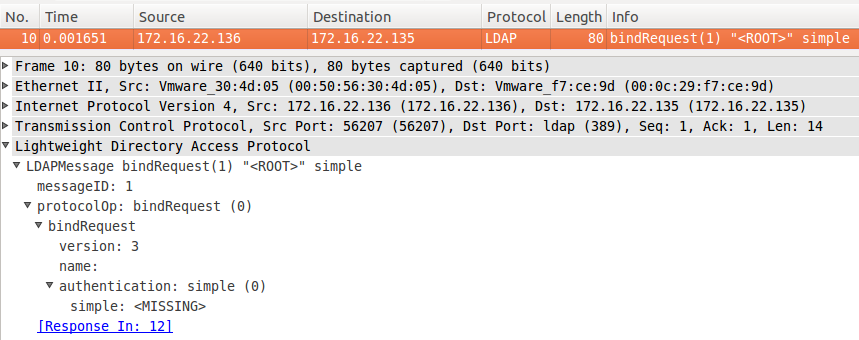 No. Time Source Destination Protocol Length Info
10 0.001651 172.16.22.136 172.16.22.135 LDAP 80 bindRequest(1) "<ROOT>" simple
Frame 10: 80 bytes on wire (640 bits), 80 bytes captured (640 bits)
Ethernet II, Src: Vmware_30:4d:05 (00:50:56:30:4d:05), Dst: Vmware_f7:ce:9d (00:0c:29:f7:ce:9d)
Internet Protocol Version 4, Src: 172.16.22.136 (172.16.22.136), Dst: 172.16.22.135 (172.16.22.135)
Transmission Control Protocol, Src Port: 56207 (56207), Dst Port: ldap (389), Seq: 1, Ack: 1, Len: 14
Lightweight Directory Access Protocol
LDAPMessage bindRequest(1) "<ROOT>" simple
messageID: 1
protocolOp: bindRequest (0)
bindRequest
version: 3
name:
authentication: simple (0)
simple: <MISSING>
[Response In: 12]